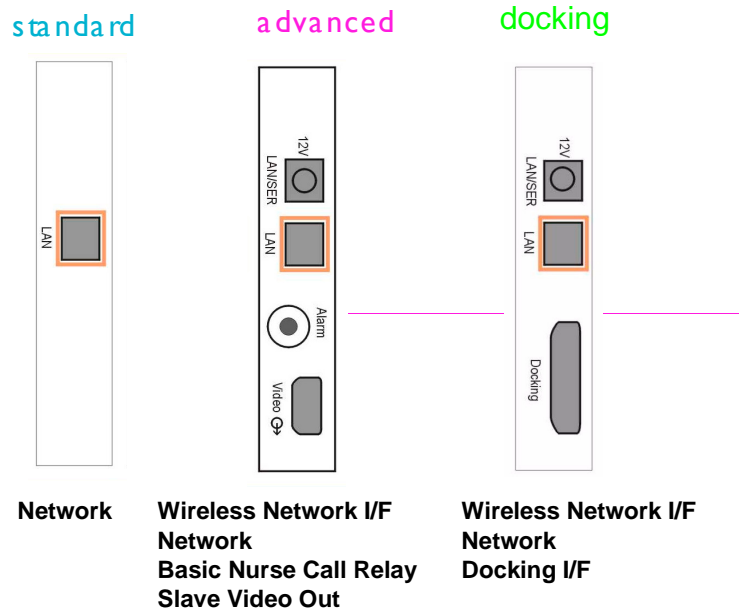 standard
advanced
docking
LAN
12V
LAN/SER
LAN
Alarm
Video
12V
LAN/SER
LAN
Docking
Network
Wireless Network I/F
Network
Basic Nurse Call Relay
Slave Video Out
Wireless Network I/F
Network
Docking I/F